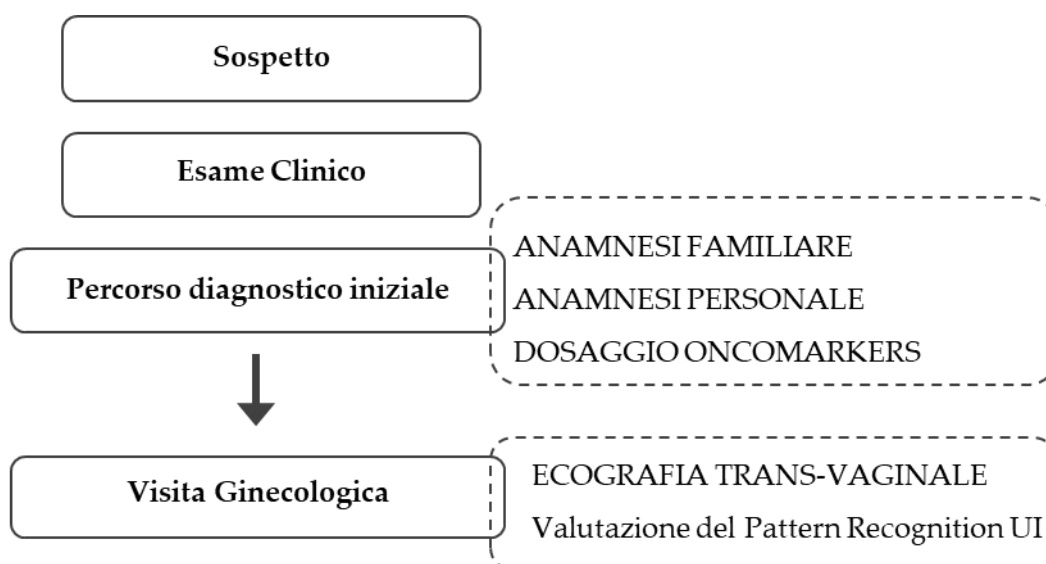 Sospetto
Esame Clinico
ANAMNESI FAMILIARE
Percorso diagnostico iniziale
ANAMNESI PERSONALE
DOSAGGIO ONCOMARKERS
ECOGRAFIA TRANS-VAGINALE
Visita Ginecologica
Valutazione del Pattern Recognition UI